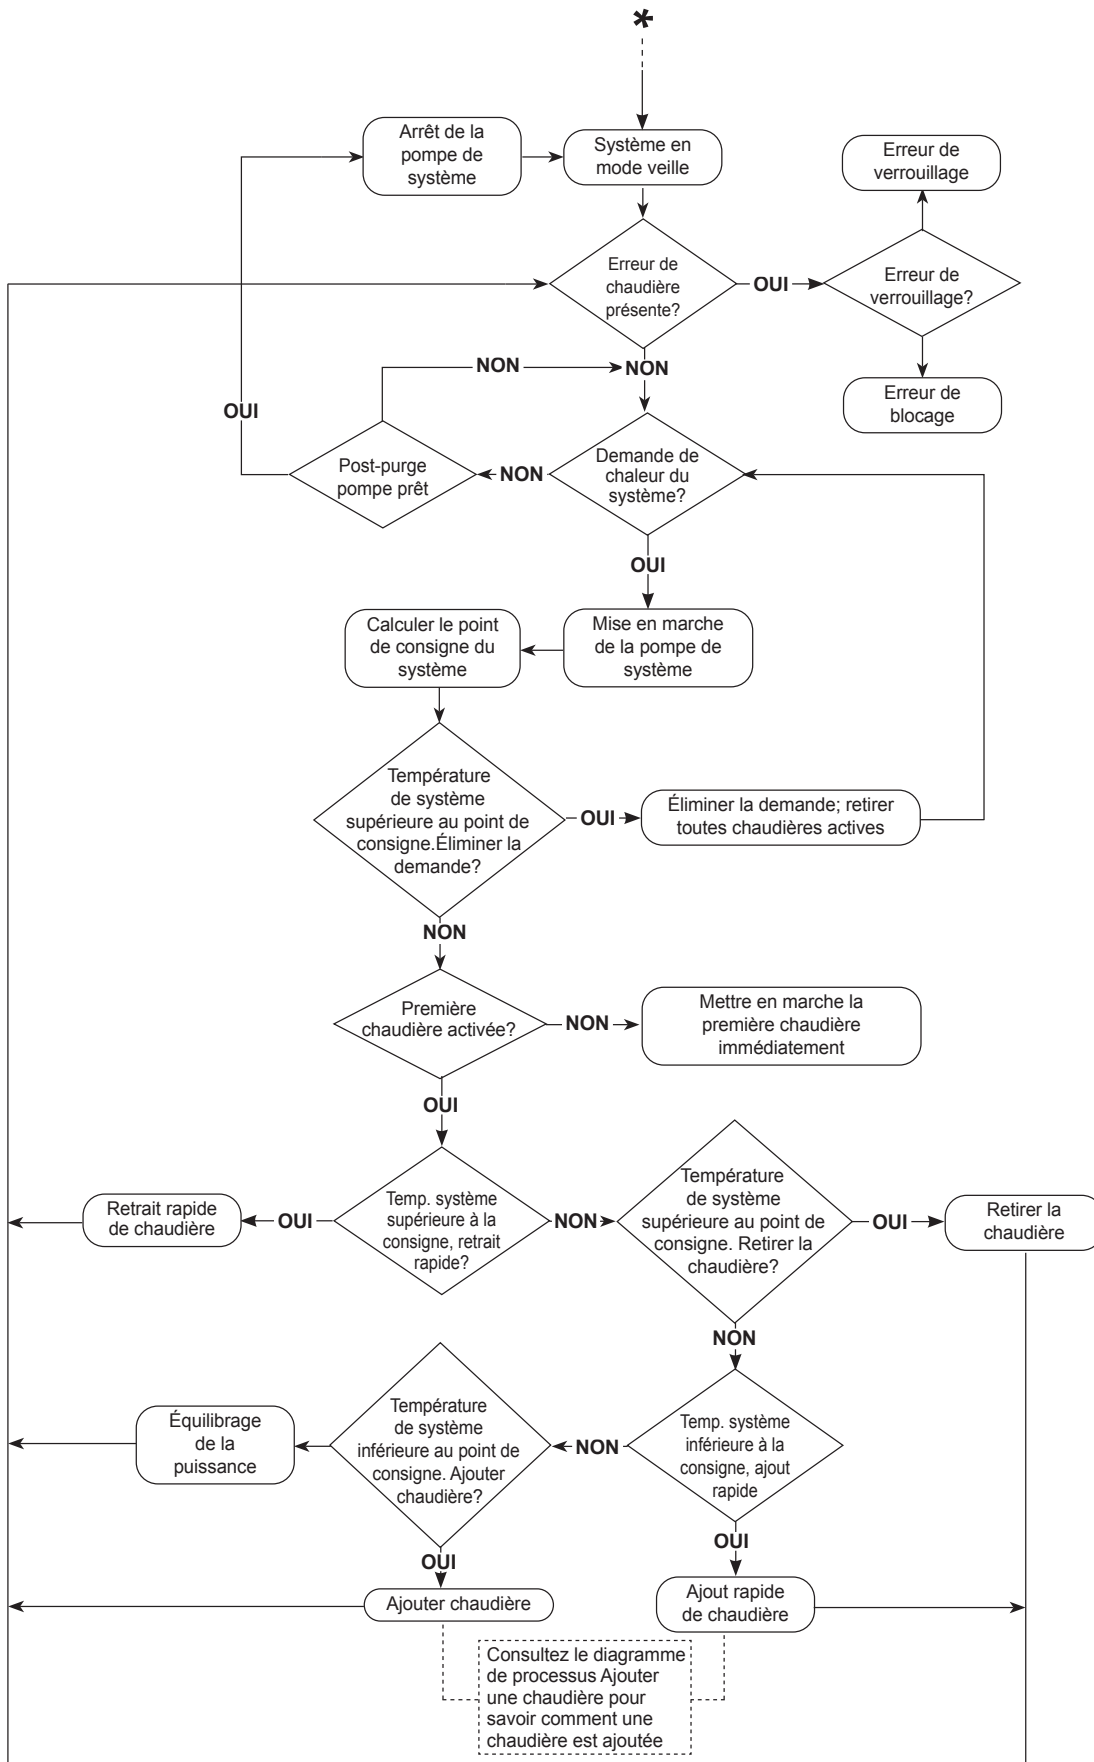 *
Arrêt de la
pompe de
système
Système en
mode veille
Erreur de
verrouillage
Erreur de
chaudière
présente?
OUI
Erreur de
verrouillage?
NON
NON
OUI
Erreur de
blocage
Post-purge
pompe prêt
NON
Demande de
chaleur du
système?
OUI
Calculer le point
de consigne du
système
Mise en marche
de la pompe de
système
Température
de système
supérieure au point de
consigne.Éliminer la
demande?
OUI
Éliminer la demande; retirer
toutes chaudières actives
NON
Première
chaudière activée?
NON
Mettre en marche la
première chaudière
immédiatement
OUI
Retrait rapide
de chaudière
OUI
Temp. système
supérieure à la
consigne, retrait
rapide?
NON
Température
de système
supérieure au point de
consigne. Retirer la
chaudière?
OUI
Retirer la
chaudière
NON
Équilibrage
de la
puissance
Température
de système
inférieure au point de
consigne. Ajouter
chaudière?
NON
Temp. système
inférieure à la
consigne, ajout
rapide
OUI
OUI
Ajouter chaudière
Ajout rapide
de chaudière
Consultez le diagramme
de processus Ajouter
une chaudière pour
savoir comment une
chaudière est ajoutée